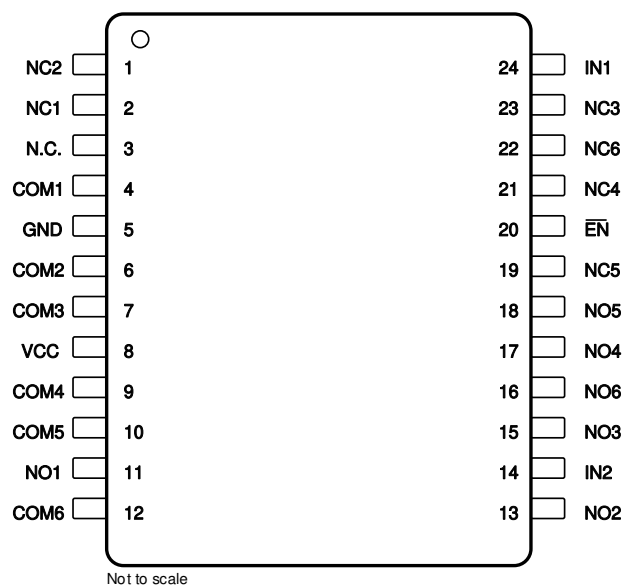 NC2 1 24 IN1
NC1 2 23 NC3
N.C. 3 22 NC6
COM1 4 21 NC4
GND 5 20 E̅N̅
COM2 6 19 NC5
COM3 7 18 NO5
VCC 8 17 NO4
COM4 9 16 NO6
COM5 10 15 NO3
NO1 11 14 IN2
COM6 12 13 NO2
Not to scale